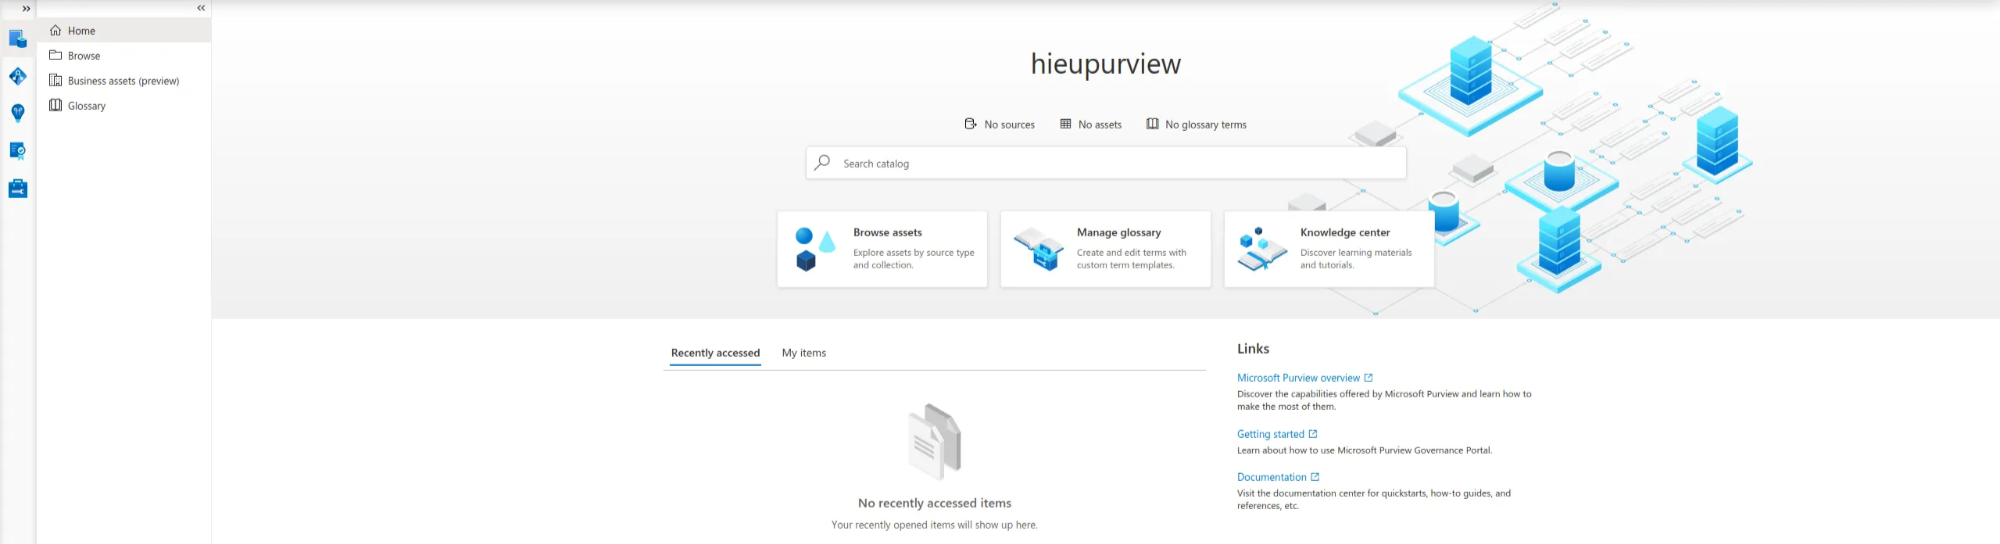 Home
Browse
Business assets (preview)
Glossary
hieupurview
No sources
No assets
No glossary terms
Search catalog
Browse assets
Explore assets by source type
and collection.
Manage glossary
Create and edit terms with
custom term templates.
Knowledge center
Discover learning materials
and tutorials.
Recently accessed
My items
No recently accessed items
Your recently opened items will show up here.
Links
Microsoft Purview overview
Discover the capabilities offered by Microsoft Purview and learn how to
make the most of them.
Getting started
Learn about how to use Microsoft Purview Governance Portal.
Documentation
Visit the documentation center for quickstarts, how-to guides, and
references, etc.